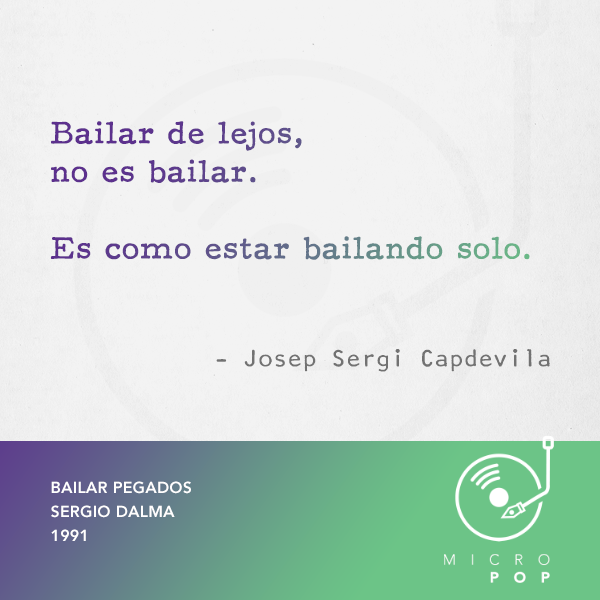 Bailar de lejos,
no es bailar.
Es como estar bailando solo.
– Josep Sergi Capdevila
BAILAR PEGADOS
SERGIO DALMA
1991
MICRO
POP